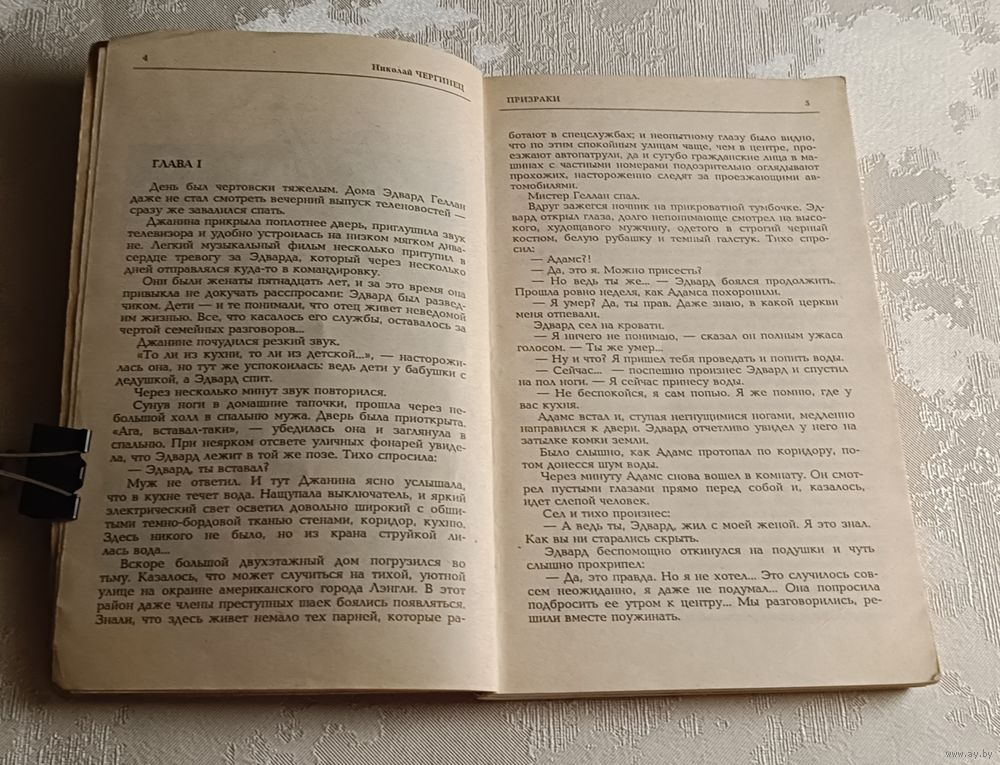 4
Николай ЧЕРГИНЕЦ
ГЛАВА I
День был чертовски тяжелым. Дома Эдвард Геллан
даже не стал смотреть вечерний выпуск теленовостей —
сразу же завалился спать.
Джанина прикрыла поплотнее дверь, приглушила звук
телевизора и удобно устроилась на низком мягком дива-
не. Легкий музыкальный фильм несколько притупил в
сердце тревогу за Эдварда, который через несколько
дней отправлялся куда-то в командировку.
Они были женаты пятнадцать лет, и за это время она
привыкла не докучать расспросами: Эдвард был развед-
чиком. Дети — и те понимали, что отец живет неведомой
им жизнью. Все, что касалось его службы, оставалось за
чертой семейных разговоров...
Джанине почудился резкий звук.
«То ли из кухни, то ли из детской...», — насторожи-
лась она, но тут же успокоилась: ведь дети у бабушки с
дедушкой, а Эдвард спит.
Через несколько минут звук повторился.
Сунув ноги в домашние тапочки, прошла через не-
большой холл в спальню мужа. Дверь была приоткрыта.
«Ага, вставал-таки», — убедилась она и заглянула в
спальню. При неярком отсвете уличных фонарей увиде-
ла, что Эдвард лежит в той же позе. Тихо спросила:
— Эдвард, ты вставал?
Муж не ответил. И тут Джанина ясно услышала,
что в кухне течет вода. Нащупала выключатель, и яркий
электрический свет осветил довольно широкий с обши-
тыми темно-бордовой тканью стенами, коридор, кухню.
Здесь никого не было, но из крана струйкой ли-
лась вода...
Вскоре большой двухэтажный дом погрузился во
тьму. Казалось, что может случиться на тихой, уютной
улице на окраине американского города Лэнгли. В этот
район даже члены преступных шаек боялись появляться.
Знали, что здесь живет немало тех парней, которые ра-
ПРИЗРАКИ
5
ботают в спецслужбах; и неопытному глазу было видно,
что по этим спокойным улицам чаще, чем в центре, про-
езжают автопатрули, да и сугубо гражданские лица в ма-
шинах с частными номерами подозрительно оглядывают
прохожих, настороженно следят за проезжающими ав-
томобилями.
Мистер Геллан спал.
Вдруг зажегся ночник на прикроватной тумбочке. Эд-
вард открыл глаза, долго непонимающе смотрел на высо-
кого, худощавого мужчину, одетого в строгий черный
костюм, белую рубашку и темный галстук. Тихо спро-
сил:
— Адамс?!
— Да, это я. Можно присесть?
— Но ведь ты же... — Эдвард боялся продолжить.
Прошла ровно неделя, как Адамса похоронили.
— Я умер? Да, ты прав. Даже знаю, в какой церкви
меня отпевали.
Эдвард сел на кровати.
— Я ничего не понимаю, — сказал он полным ужаса
голосом. — Ты же умер...
— Ну и что? Я пришел тебя проведать и попить воды.
— Сейчас... — поспешно произнес Эдвард и спустил
на пол ноги. — Я сейчас принесу воды.
— Не беспокойся, я сам попью. Я же помню, где у
вас кухня.
Адамс встал и, ступая негнущимися ногами, медленно
направился к двери. Эдвард отчетливо увидел у него на
затылке комки земли.
Было слышно, как Адамс протопал по коридору, по-
том донесся шум воды.
Через минуту Адамс снова вошел в комнату. Он смот-
рел пустыми глазами прямо перед собой и, казалось,
идет слепой человек.
Сел и тихо произнес:
— А ведь ты, Эдвард, жил с моей женой. Я это знал.
Как вы ни старались скрыть.
Эдвард беспомощно откинулся на подушки и чуть
слышно прохрипел:
— Да, это правда. Но я не хотел... Это случилось сов-
сем неожиданно, я даже не подумал... Она попросила
подбросить ее утром к центру... Мы разговорились, ре-
шили вместе поужинать.
www.ay.by